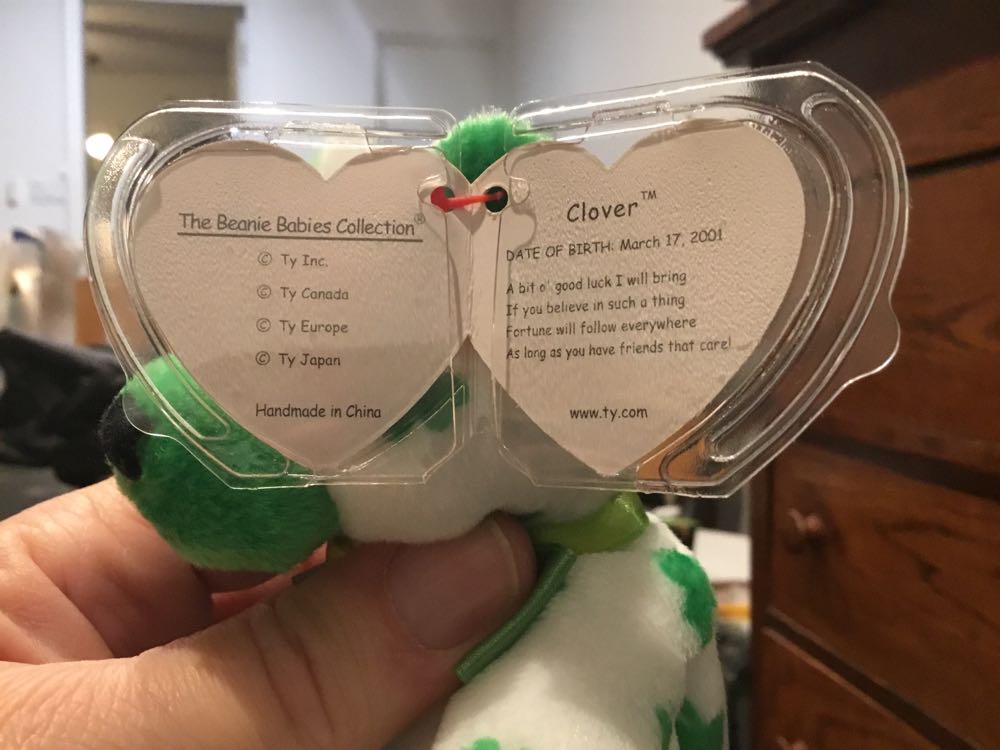 The Beanie Babies Collection®
© Ty Inc.
© Ty Canada
© Ty Europe
© Ty Japan
Handmade in China
Clover™
DATE OF BIRTH: March 17, 2001
A bit o' good luck I will bring
If you believe in such a thing
Fortune will follow everywhere
As long as you have friends that care!
www.ty.com